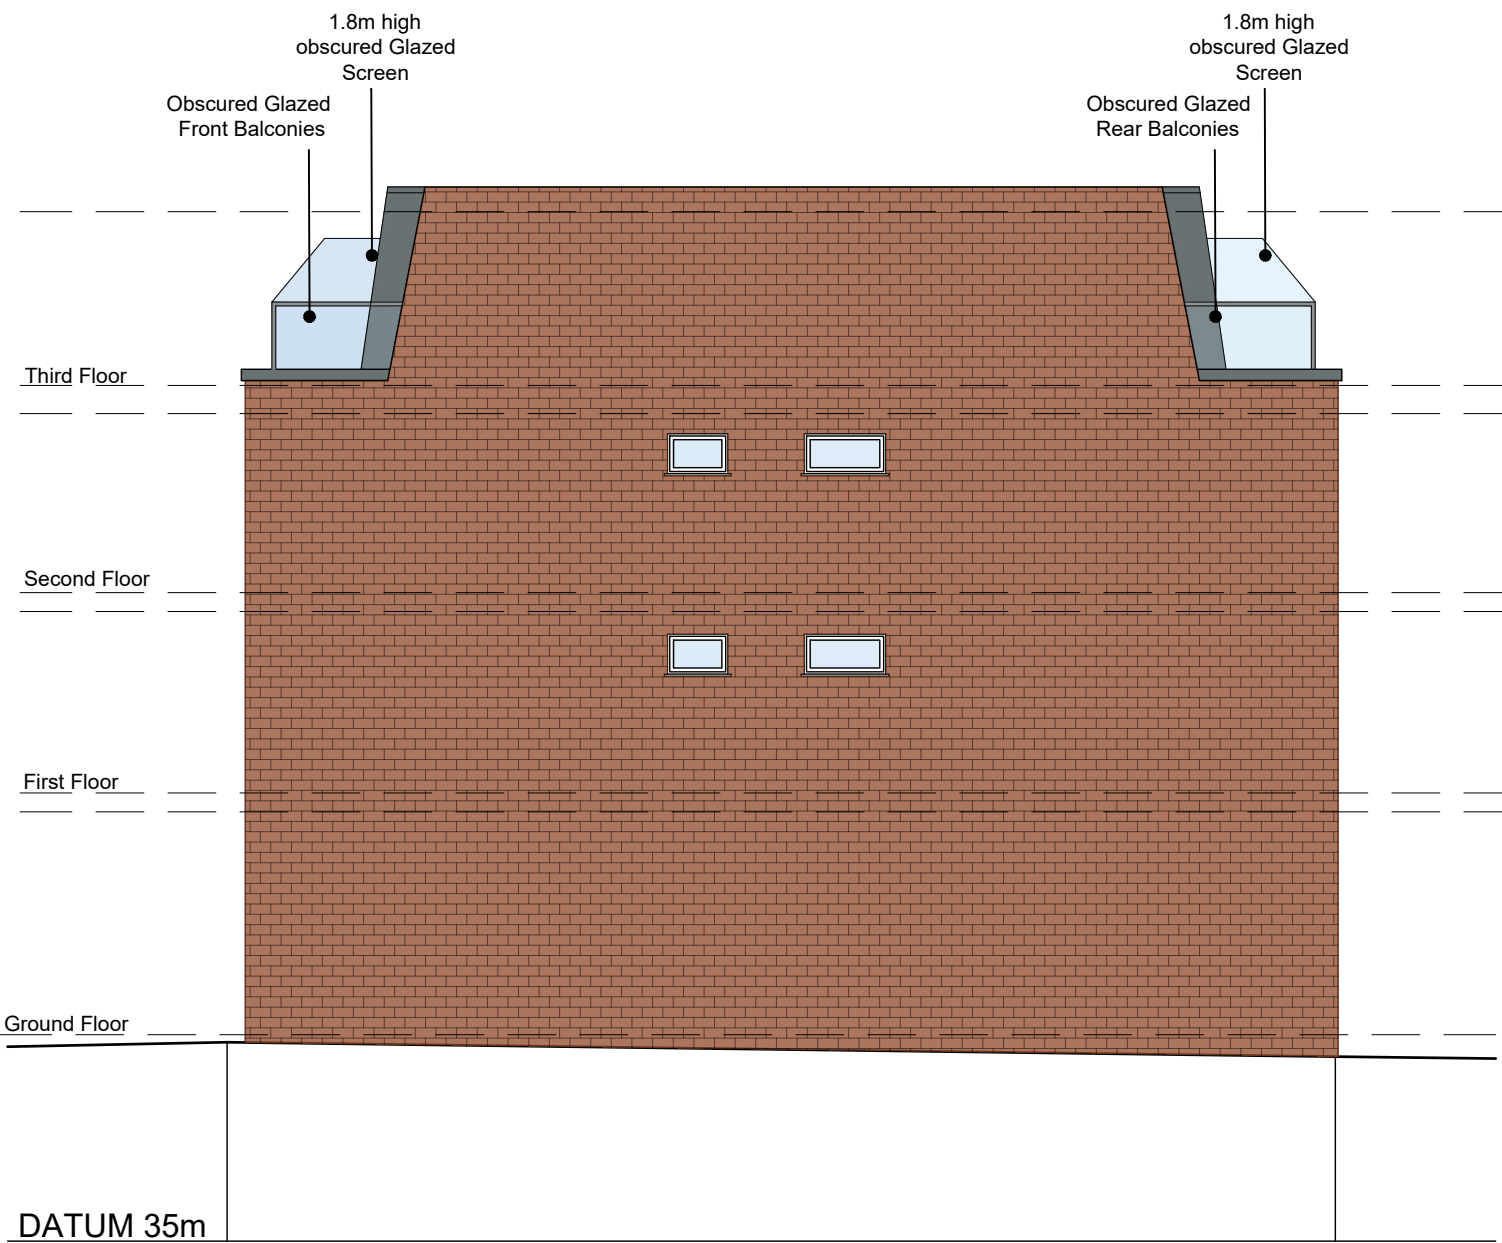 1.8m high
obscured Glazed
Screen
1.8m high
obscured Glazed
Screen
Obscured Glazed
Front Balconies
Obscured Glazed
Rear Balconies
Third Floor
Second Floor
First Floor
Ground Floor
DATUM 35m